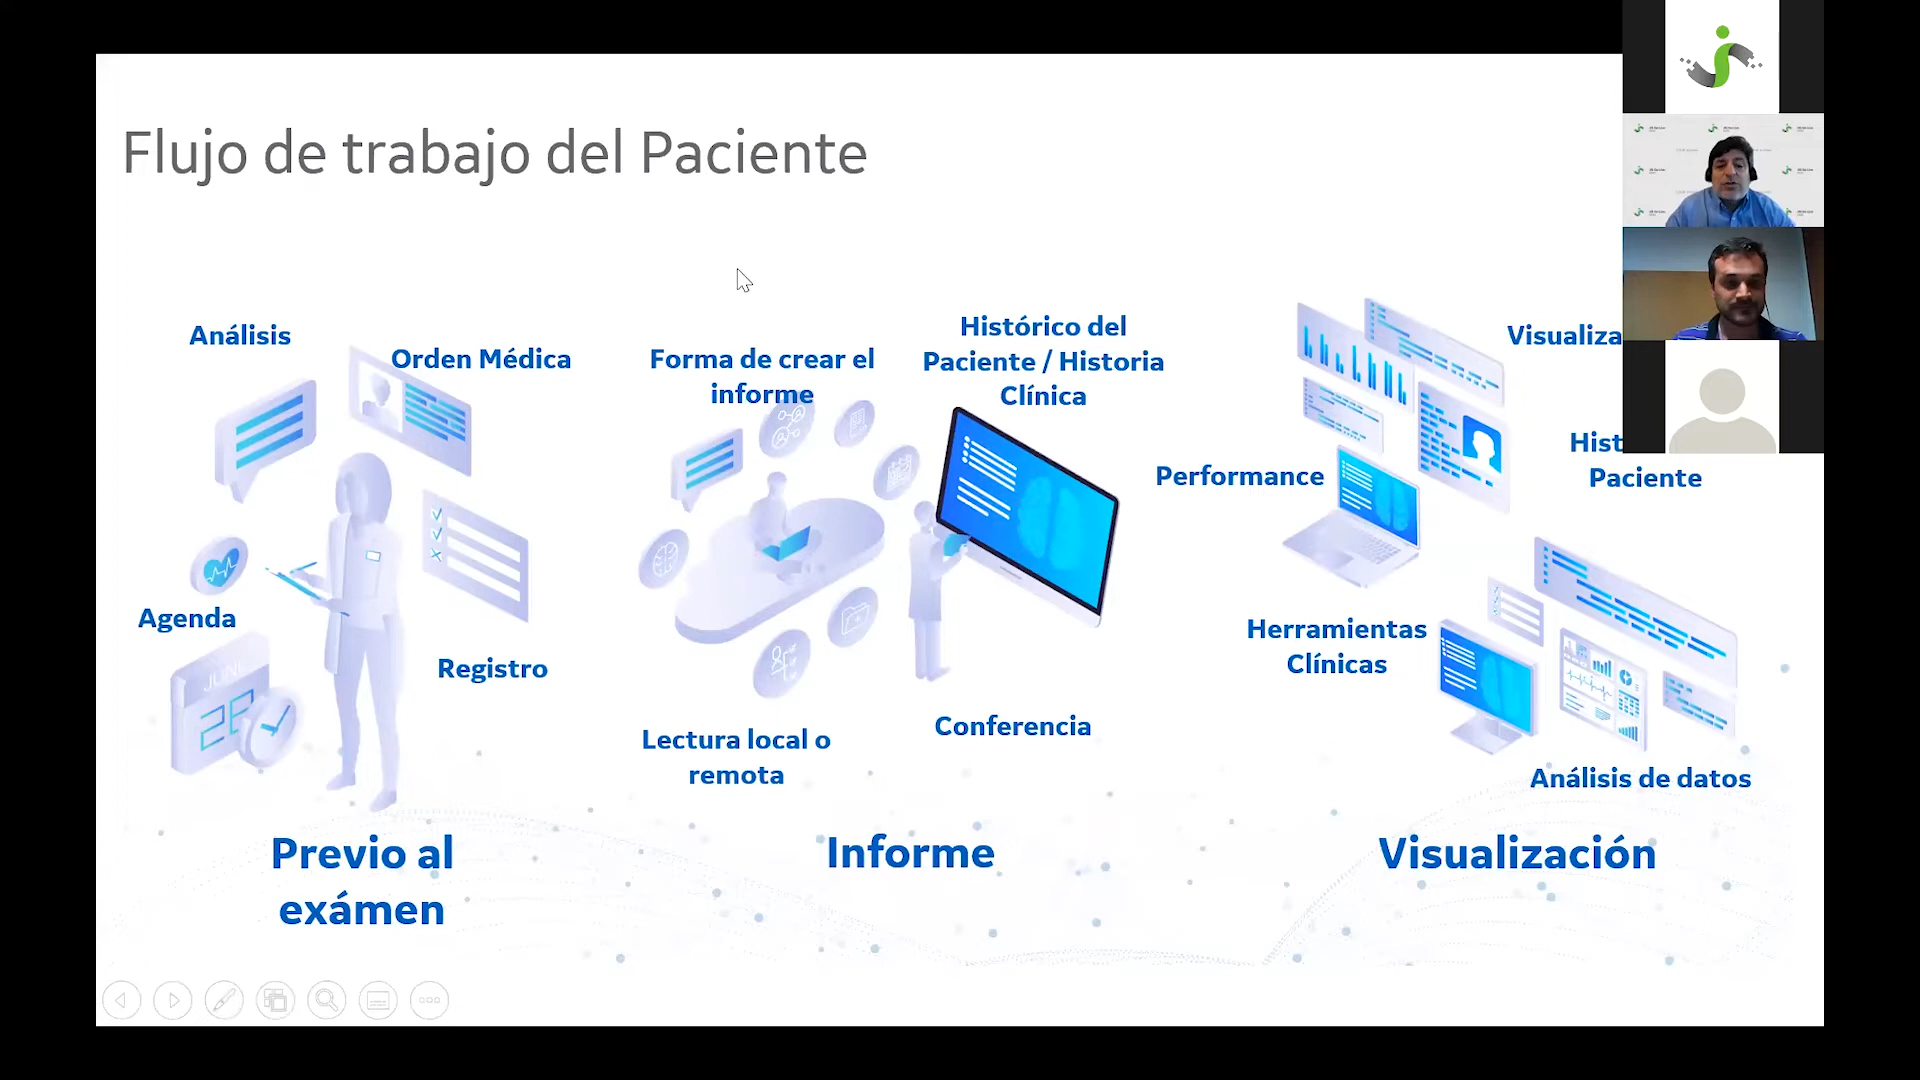 Flujo de trabajo del Paciente
Análisis
Orden Médica
Agenda
Registro
JUNE
26
Previo al
exámen
Forma de crear el
informe
Histórico del
Paciente / Historia
Clínica
Lectura local o
remota
Conferencia
Informe
Visualiza
Hist
Paciente
Performance
Herramientas
Clínicas
Análisis de datos
Visualización